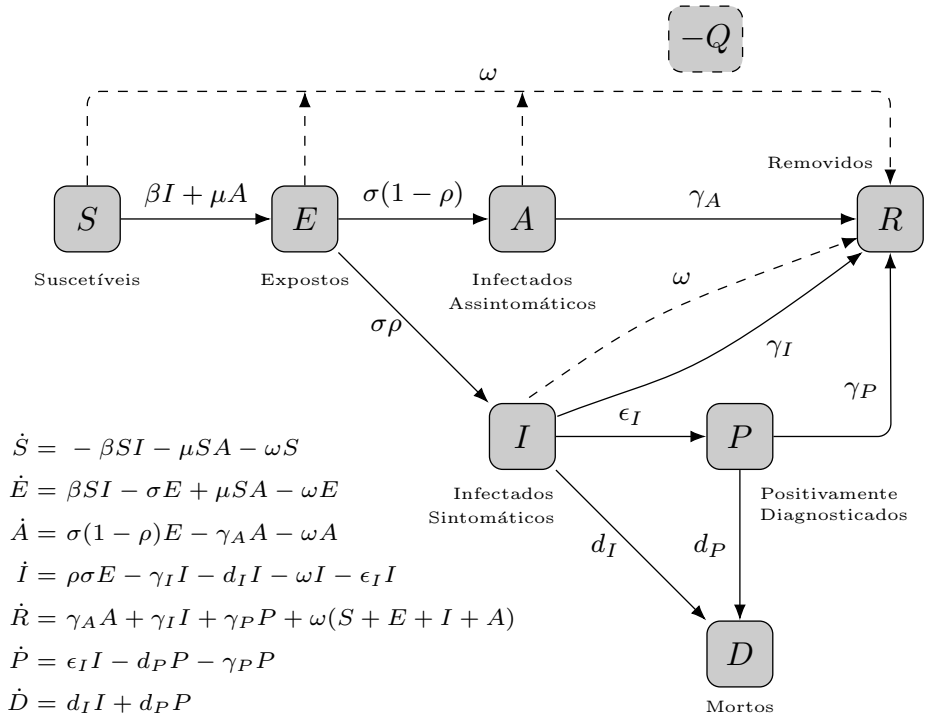 −Q
ω
Removidos
βI + μA
σ(1 − ρ)
γ_A
S
E
A
R
Suscetíveis
Expostos
Infectados
Assintomáticos
ω
σρ
γ_I
γ_P
ϵ_I
I
P
Infectados
Sintomáticos
Positivamente
Diagnosticados
d_I
d_P
D
Mortos
Ṡ = − βSI − μSA − ωS
Ė = βSI − σE + μSA − ωE
Ȧ = σ(1 − ρ)E − γ_A A − ωA
İ = ρσE − γ_I I − d_I I − ωI − ϵ_I I
Ṙ = γ_A A + γ_I I + γ_P P + ω(S + E + I + A)
Ṗ = ϵ_I I − d_P P − γ_P P
Ḋ = d_I I + d_P P